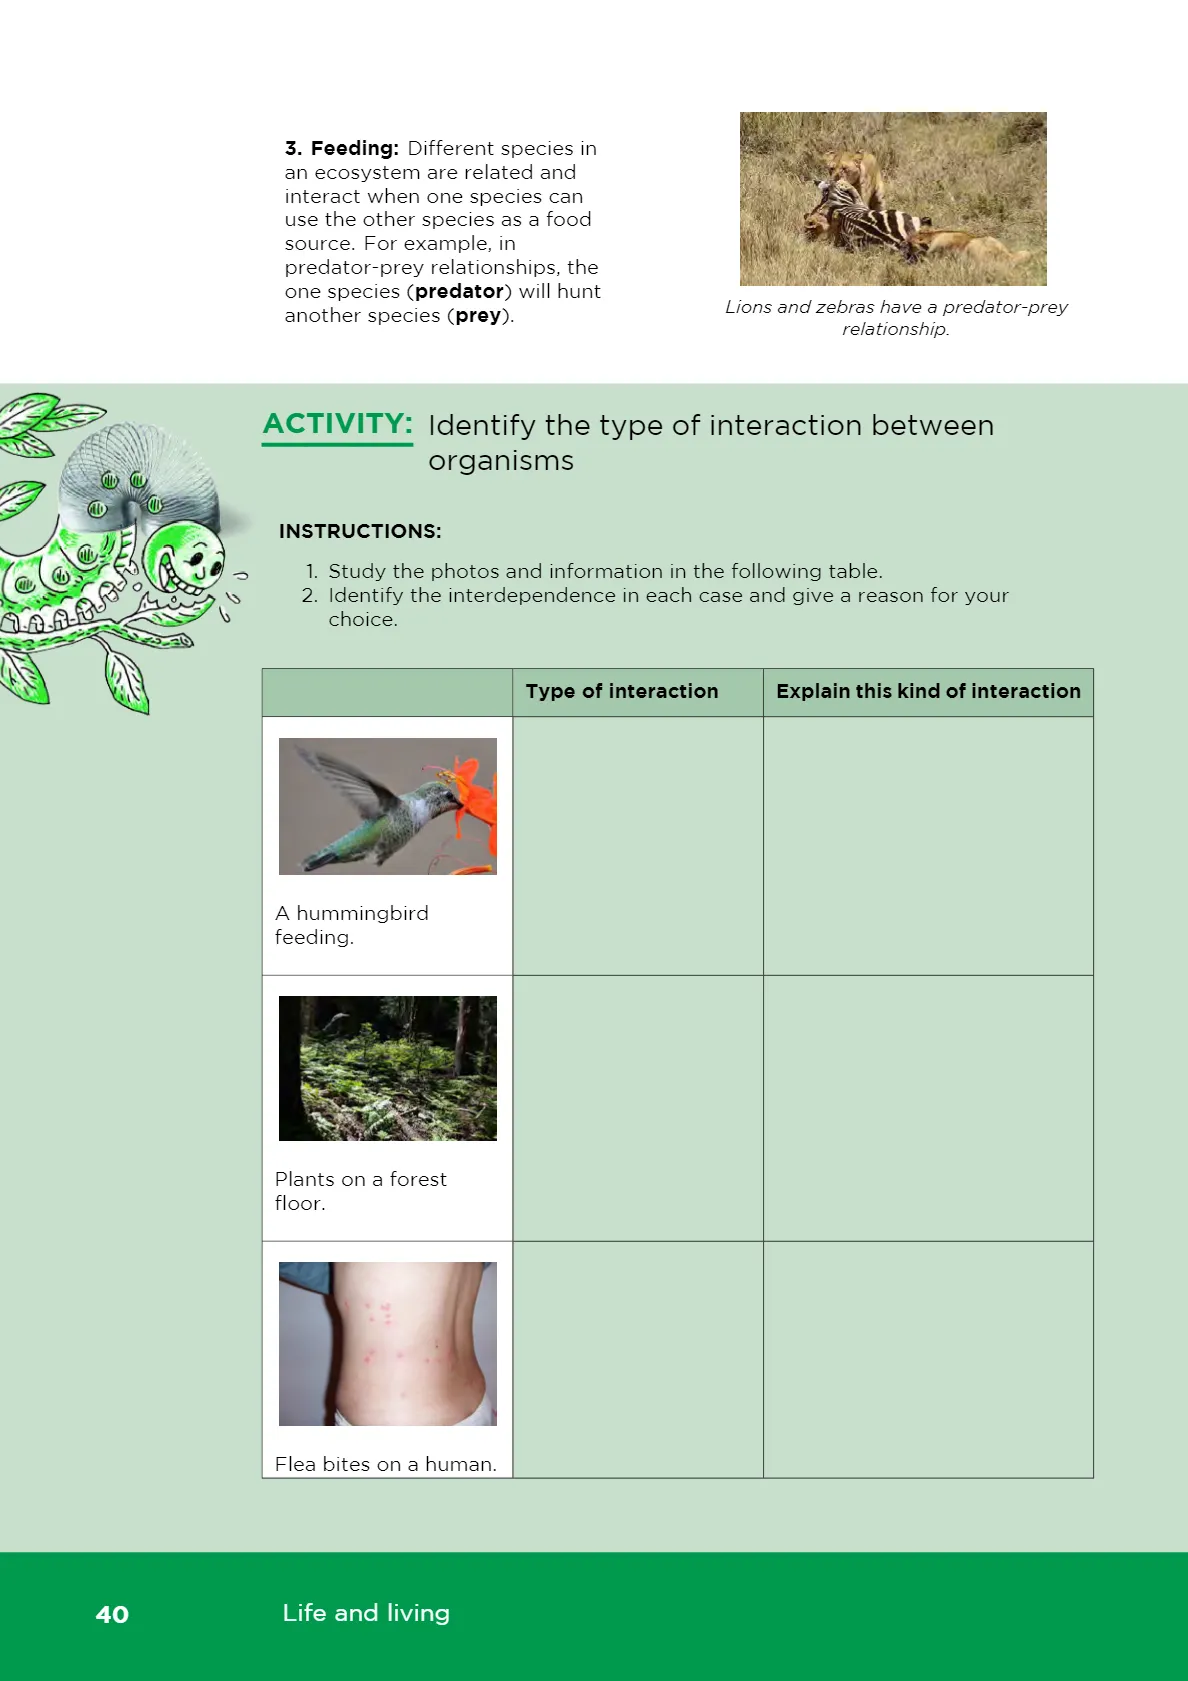 3. Feeding: Different species in
an ecosystem are related and
interact when one species can
use the other species as a food
source. For example, in
predator-prey relationships, the
one species (predator) will hunt
another species (prey).
Lions and zebras have a predator-prey
relationship.
ACTIVITY: Identify the type of interaction between
organisms
INSTRUCTIONS:
1. Study the photos and information in the following table.
2. Identify the interdependence in each case and give a reason for your
choice.
Type of interaction
Explain this kind of interaction
A hummingbird
feeding.
Plants on a forest
floor.
Flea bites on a human.
40
Life and living